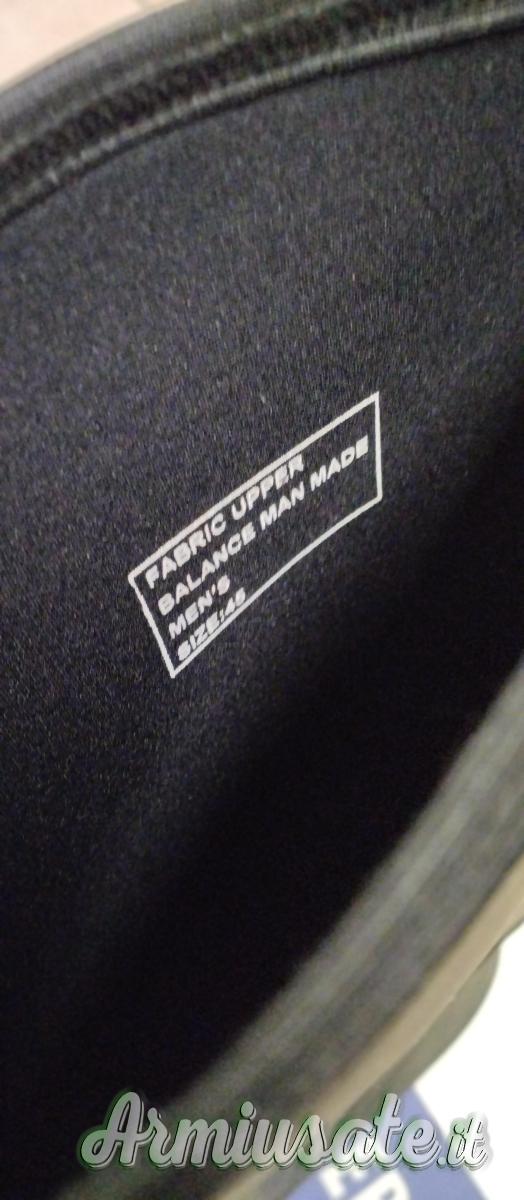 FABRIC UPPER
BALANCE MAN MADE
MEN'S
SIZE:45
Armiusate.it